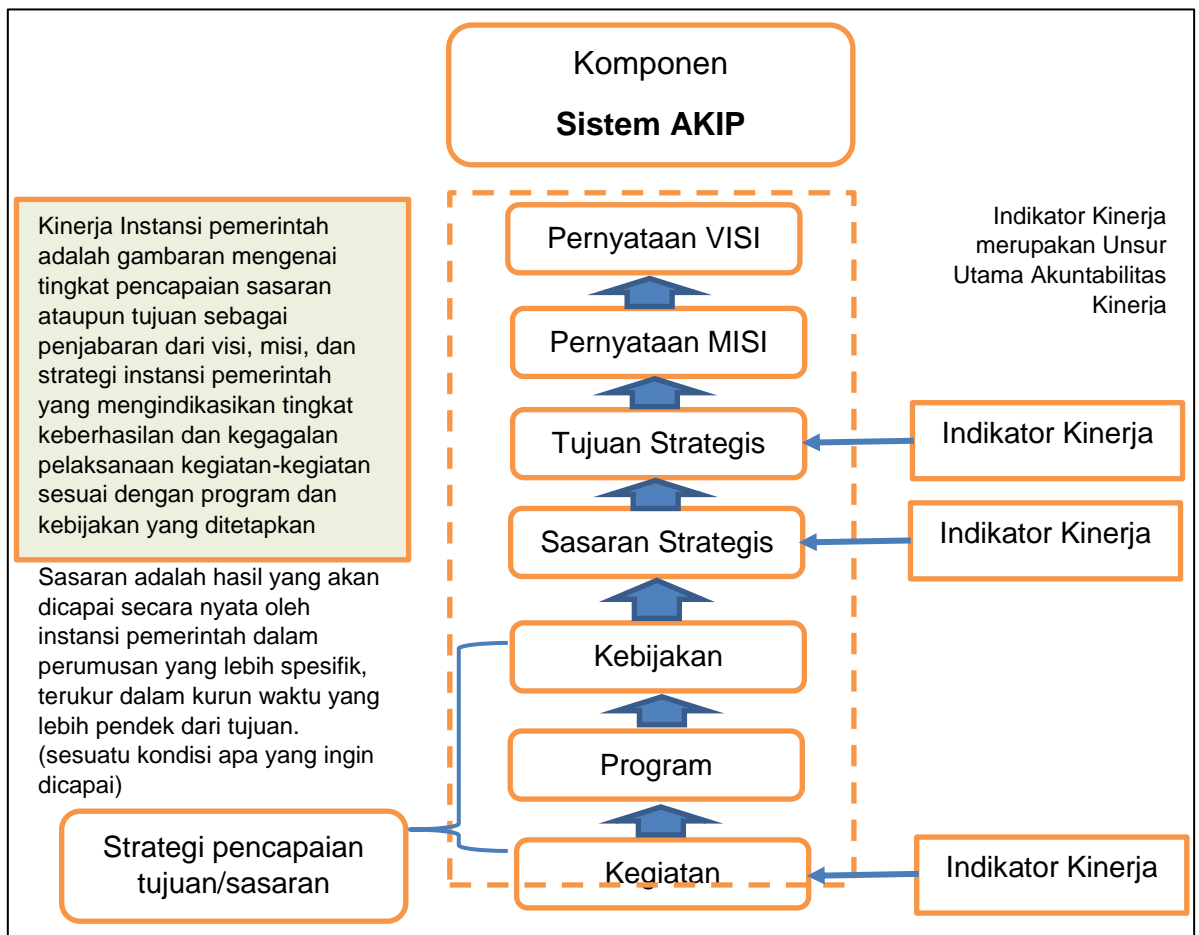 Komponen
Sistem AKIP
Kinerja Instansi pemerintah
adalah gambaran mengenai
tingkat pencapaian sasaran
ataupun tujuan sebagai
penjabaran dari visi, misi, dan
strategi instansi pemerintah
yang mengindikasikan tingkat
keberhasilan dan kegagalan
pelaksanaan kegiatan-kegiatan
sesuai dengan program dan
kebijakan yang ditetapkan
Sasaran adalah hasil yang akan
dicapai secara nyata oleh
instansi pemerintah dalam
perumusan yang lebih spesifik,
terukur dalam kurun waktu yang
lebih pendek dari tujuan.
(sesuatu kondisi apa yang ingin
dicapai)
Strategi pencapaian
tujuan/sasaran
Pernyataan VISI
Pernyataan MISI
Tujuan Strategis
Sasaran Strategis
Kebijakan
Program
Kegiatan
Indikator Kinerja
merupakan Unsur
Utama Akuntabilitas
Kinerja
Indikator Kinerja
Indikator Kinerja
Indikator Kinerja